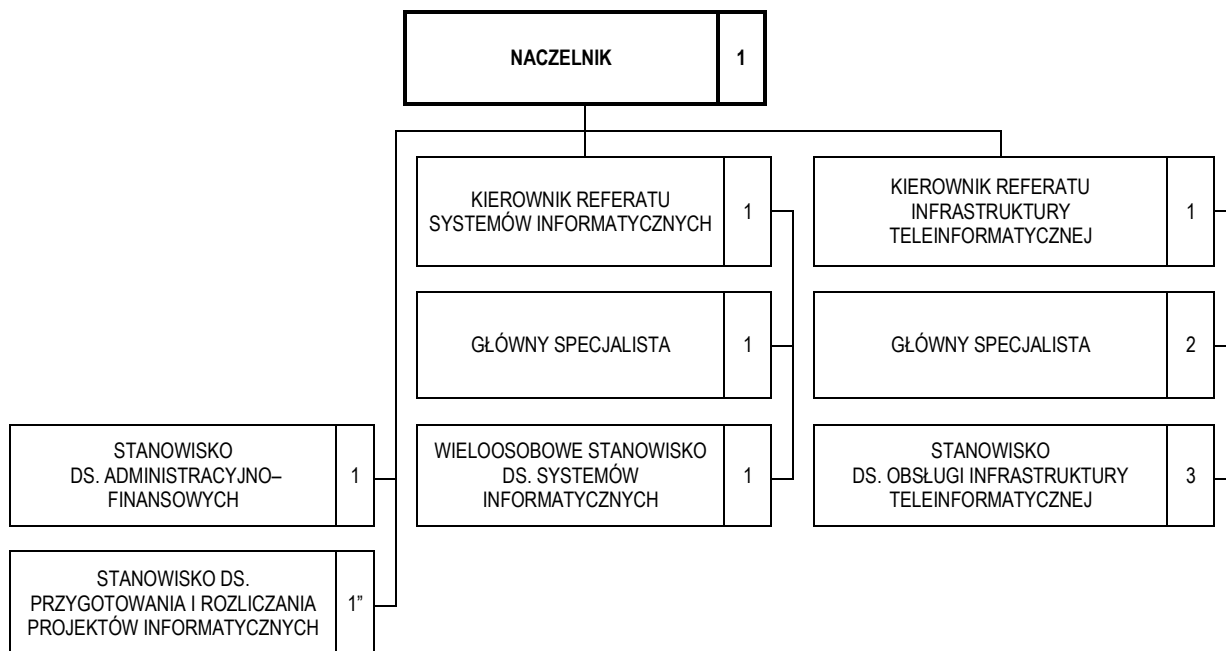 NACZELNIK 1
KIEROWNIK REFERATU
SYSTEMÓW INFORMATYCZNYCH 1
KIEROWNIK REFERATU
INFRASTRUKTURY
TELEINFORMATYCZNEJ 1
GŁÓWNY SPECJALISTA 1
GŁÓWNY SPECJALISTA 2
STANOWISKO
DS. ADMINISTRACYJNO–
FINANSOWYCH 1
WIELOOSOBOWE STANOWISKO
DS. SYSTEMÓW
INFORMATYCZNYCH 1
STANOWISKO
DS. OBSŁUGI INFRASTRUKTURY
TELEINFORMATYCZNEJ 3
STANOWISKO DS.
PRZYGOTOWANIA I ROZLICZANIA
PROJEKTÓW INFORMATYCZNYCH 1”